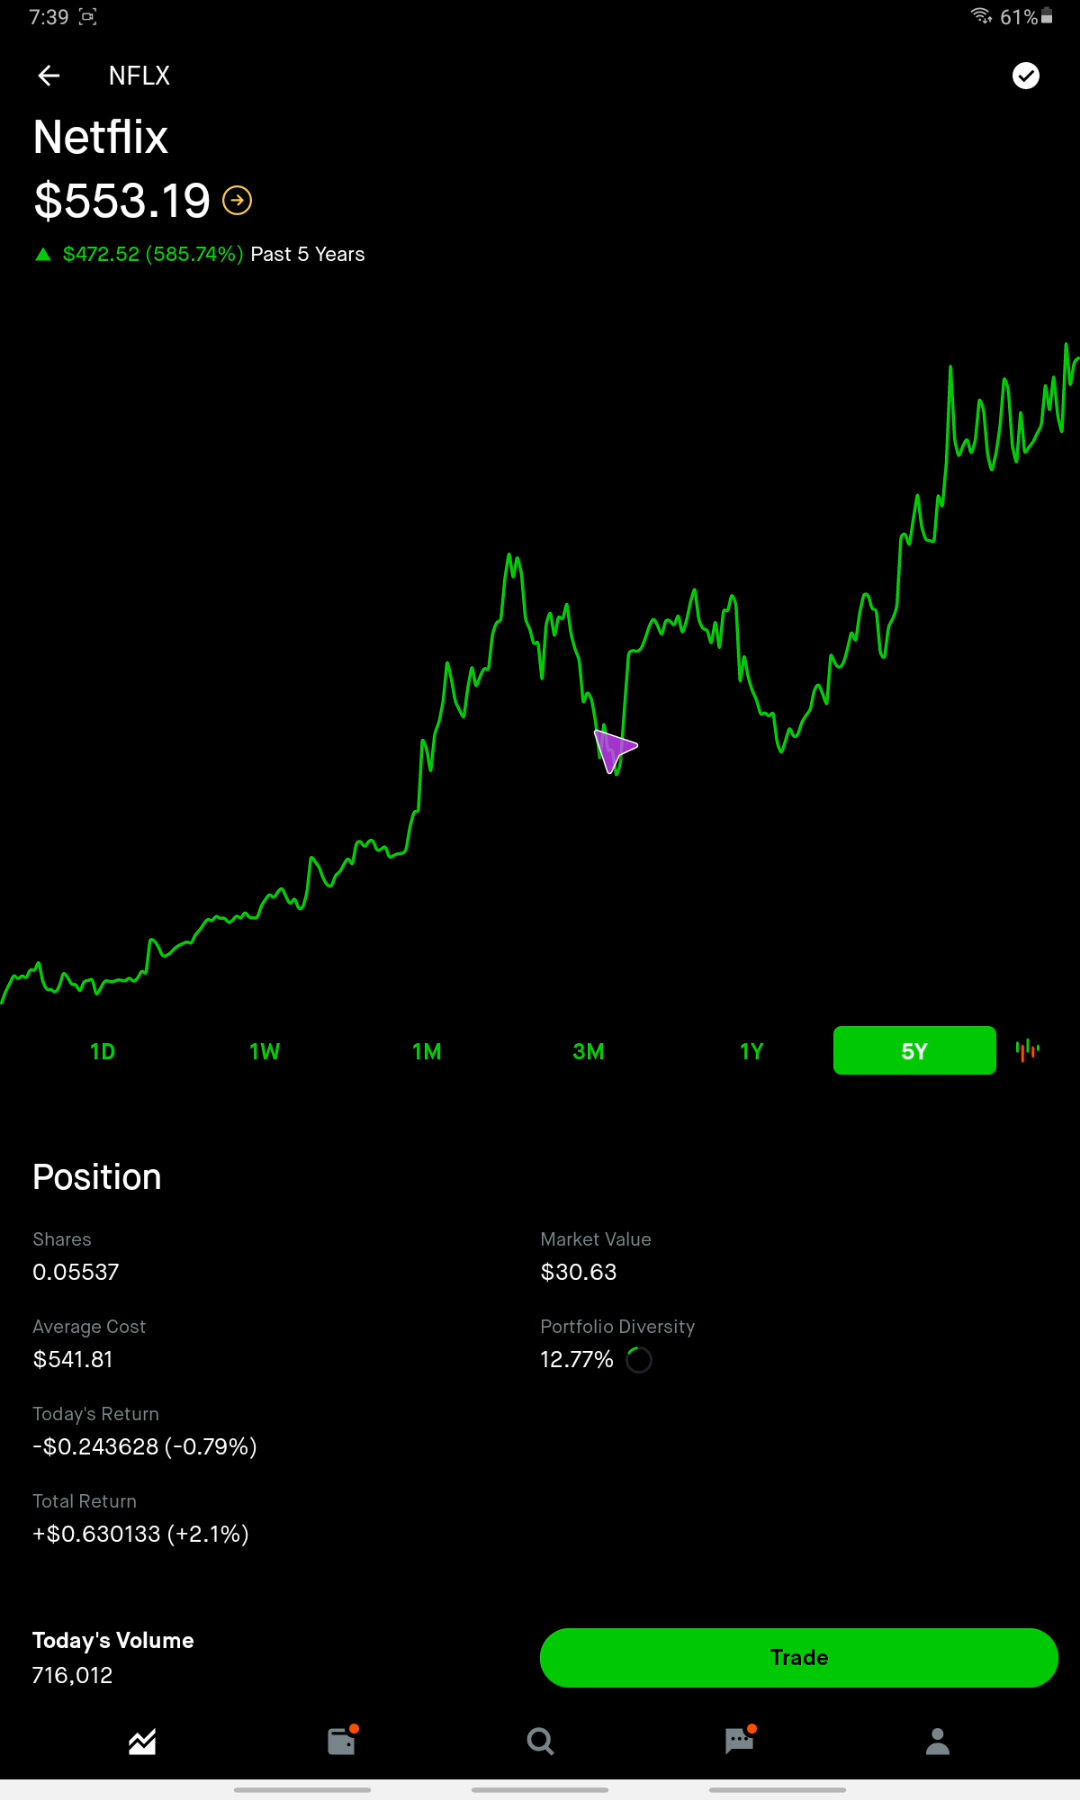 7:39
61%
NFLX
Netflix
$553.19
$472.52 (585.74%) Past 5 Years
1D 1W 1M 3M 1Y 5Y
Position
Shares
0.05537
Market Value
$30.63
Average Cost
$541.81
Portfolio Diversity
12.77%
Today's Return
-$0.243628 (-0.79%)
Total Return
+$0.630133 (+2.1%)
Today's Volume
716,012
Trade